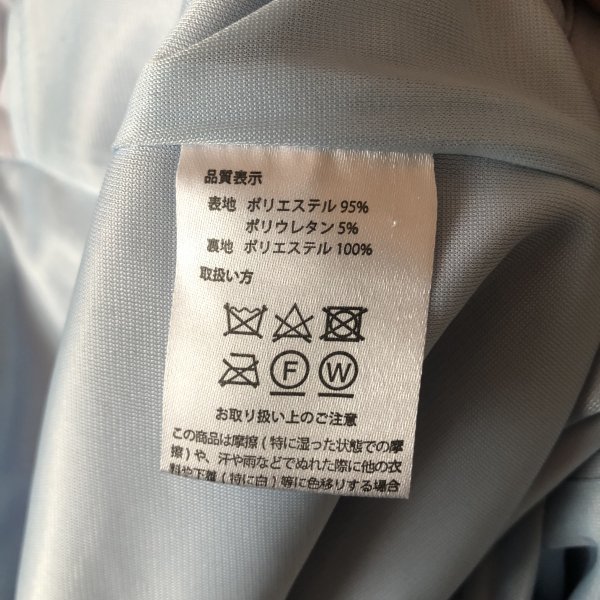 品質表示
表地 ポリエステル 95%
ポリウレタン 5%
裏地 ポリエステル 100%
取扱い方
F W
お取り扱い上のご注意
この商品は摩擦(特に湿った状態での摩
擦)や、汗や雨などでぬれた際に他の衣
料や下着(特に白)等に色移りする場合